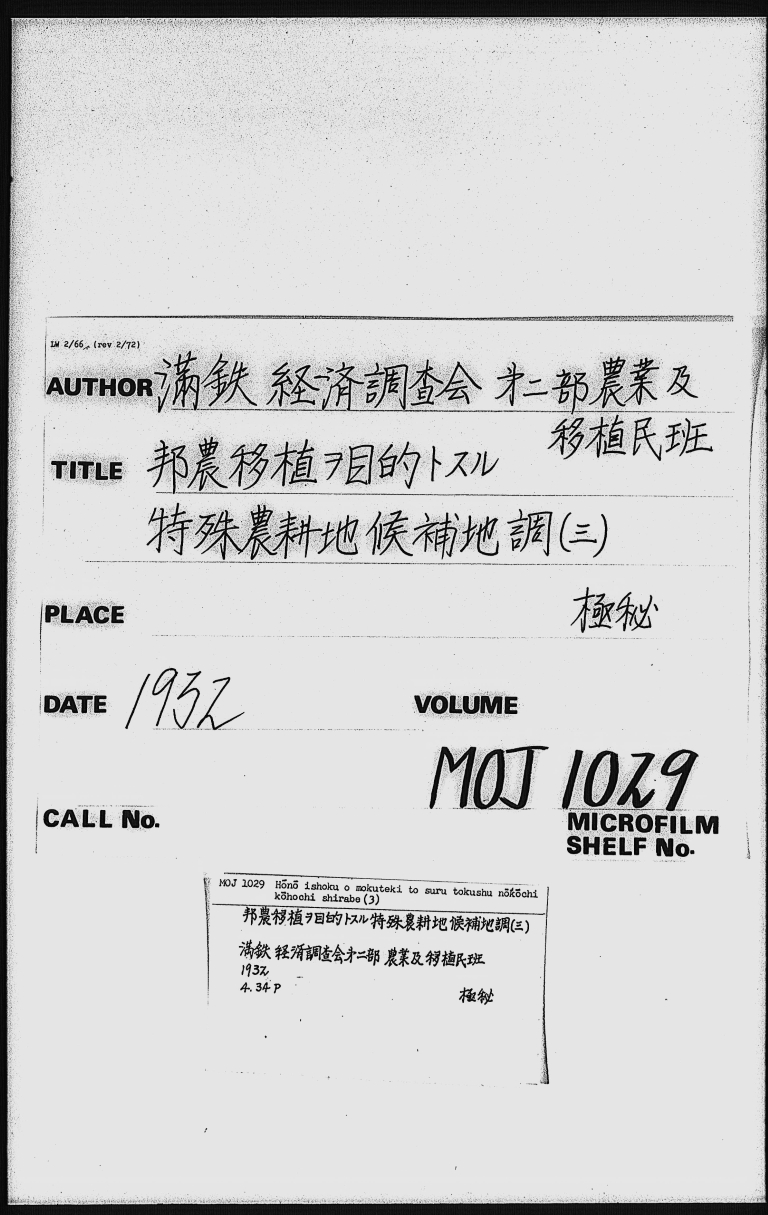 LW 2/66, (rev 2/72)
AUTHOR 満鉄 経済調査会 第二部農業及
移植民班
TITLE 邦農移植ヲ目的トスル
特殊農耕地候補地調(三)
PLACE 極秘
DATE 1932 VOLUME
MOJ 1029
CALL No. MICROFILM
SHELF No.
MOJ 1029 Hōnō ishoku o mokuteki to suru tokushu nōkōchi
kōhochi shirabe (3)
邦農移植ヲ目的トスル特殊農耕地候補地調(三)
満鉄 経済調査会第二部 農業及移植民班
1932
4. 34 P 極秘